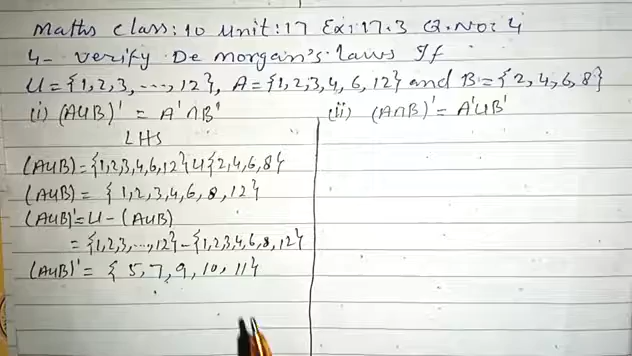 Maths class:10 Unit:17 Ex:17.3 Q.No: 4
4- Verify De morgan's laws If
U={1,2,3,...,12}, A={1,2,3,4,6,12} and B={2,4,6,8}
(i) (AUB)' = A'∩B'
LHS
(AUB)={1,2,3,4,6,12}U{2,4,6,8}
(AUB)= {1,2,3,4,6,8,12}
(AUB)'=U-(AUB)
={1,2,3,...,12}-{1,2,3,4,6,8,12}
(AUB)'= {5,7,9,10,11}
(ii) (A∩B)'=A'UB'